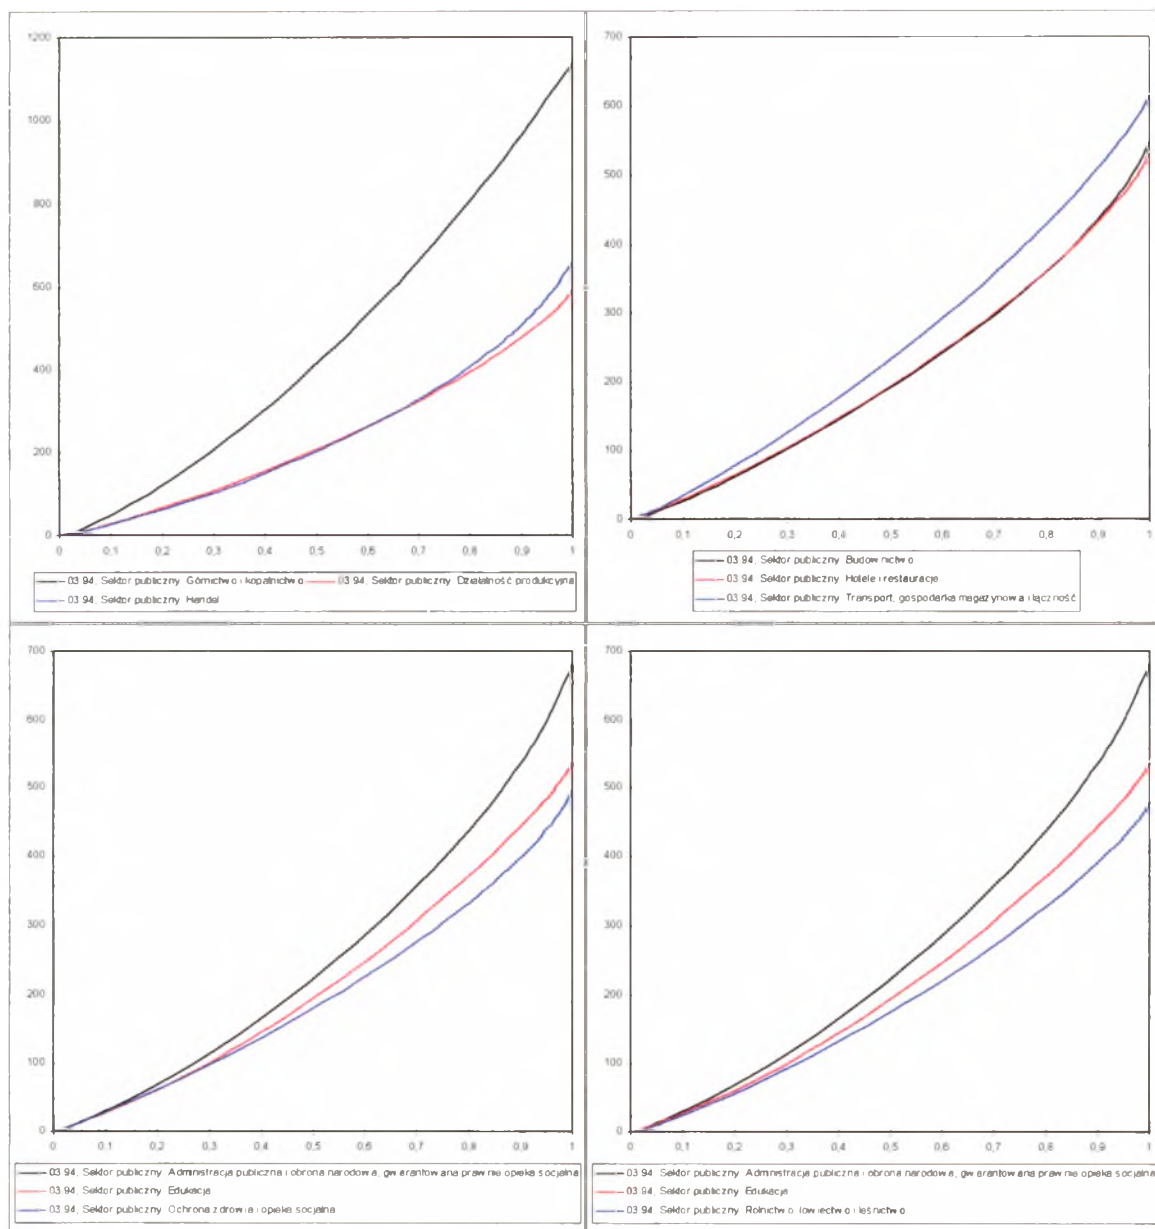 1200
1000
800
600
400
200
0
0 0,1 0,2 0,3 0,4 0,5 0,6 0,7 0,8 0,9 1
03.94, Sektor publiczny Górnictwo i kopalnictwo 03.94, Sektor publiczny Działalność produkcyjna
03.94, Sektor publiczny Handel
700
600
500
400
300
200
100
0
0 0,1 0,2 0,3 0,4 0,5 0,6 0,7 0,8 0,9 1
03.94, Sektor publiczny Budownictwo
03.94, Sektor publiczny Hotele i restauracje
03.94, Sektor publiczny Transport, gospodarka magazynowa i łączność
700
600
500
400
300
200
100
0
0 0,1 0,2 0,3 0,4 0,5 0,6 0,7 0,8 0,9 1
03.94, Sektor publiczny Administracja publiczna i obrona narodowa, gwarantowana prawnie opieka socjalna
03.94, Sektor publiczny Edukacja
03.94, Sektor publiczny Ochrona zdrowia i opieka socjalna
700
600
500
400
300
200
100
0
0 0,1 0,2 0,3 0,4 0,5 0,6 0,7 0,8 0,9 1
03.94, Sektor publiczny Administracja publiczna i obrona narodowa, gwarantowana prawnie opieka socjalna
03.94, Sektor publiczny Edukacja
03.94, Sektor publiczny Rolnictwo, łowiectwo i leśnictwo